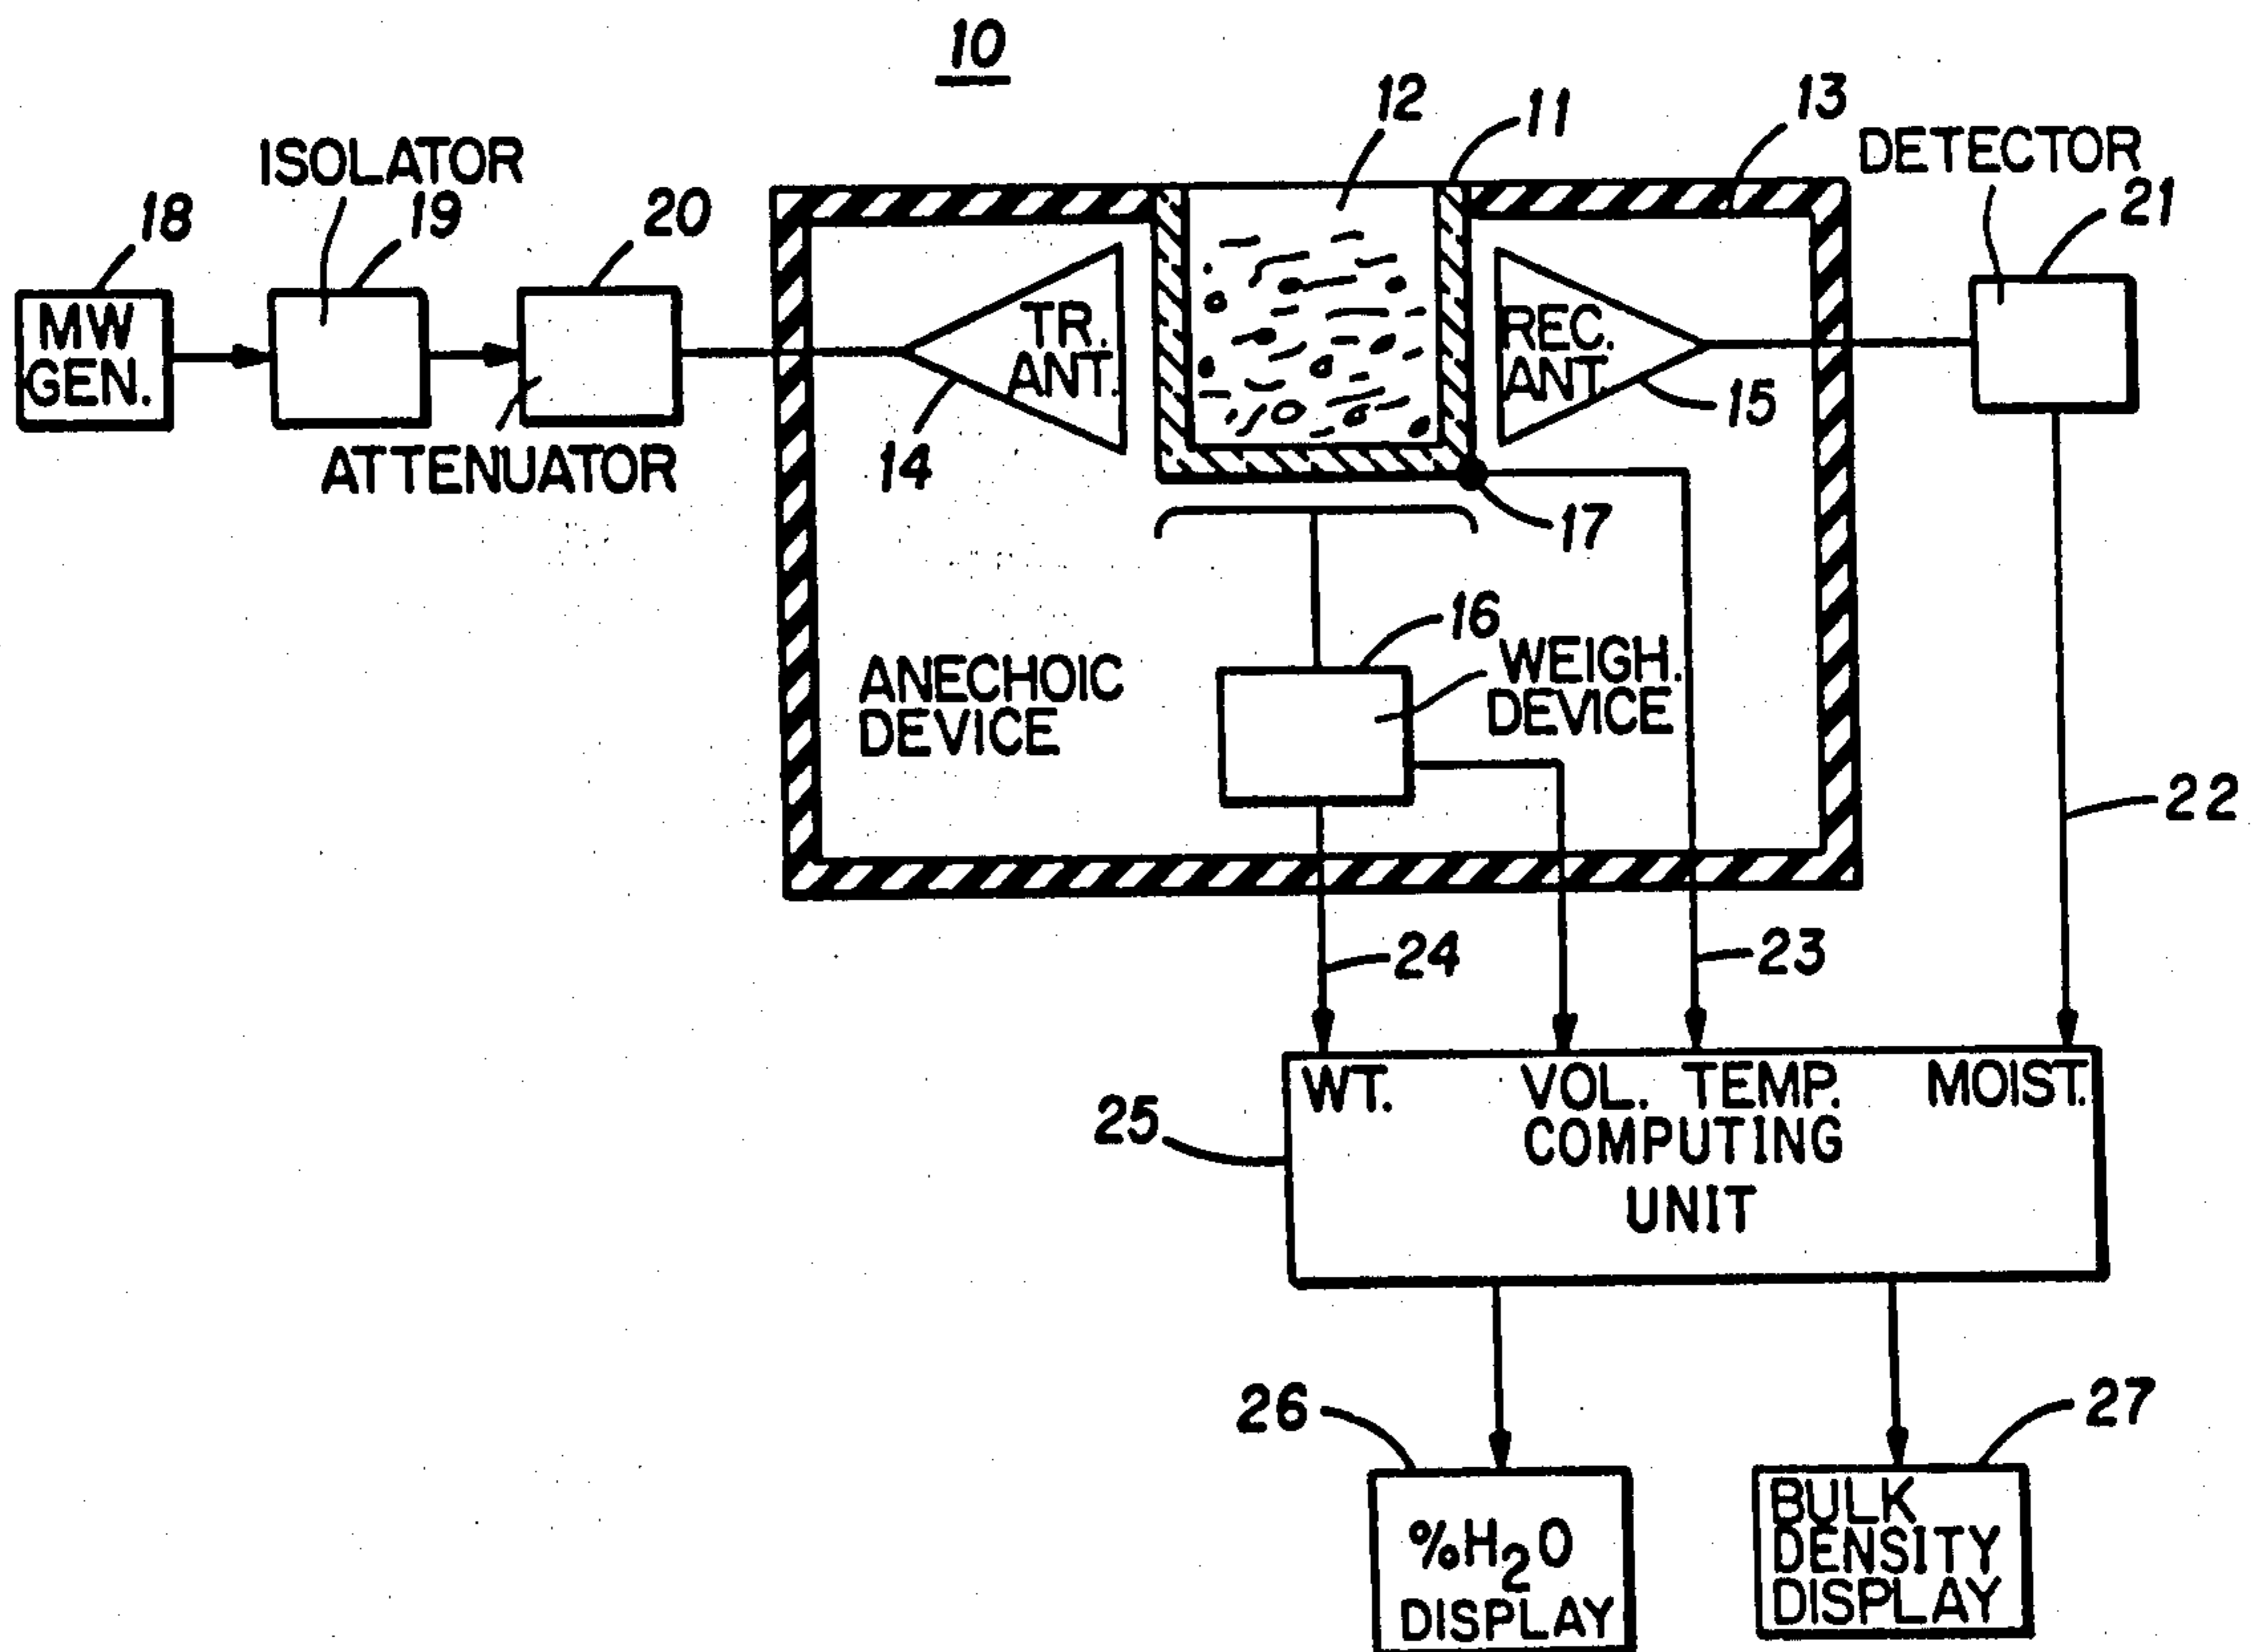 10
12
11
13
DETECTOR
ISOLATOR
18
19
20
21
MW
GEN.
TR.
ANT.
REC.
ANT.
15
ATTENUATOR
14
17
16
WEIGH.
DEVICE
ANECHOIC
DEVICE
22
24
23
WT. VOL. TEMP. MOIST.
COMPUTING
UNIT
25
26
27
%H2O
DISPLAY
BULK
DENSITY
DISPLAY